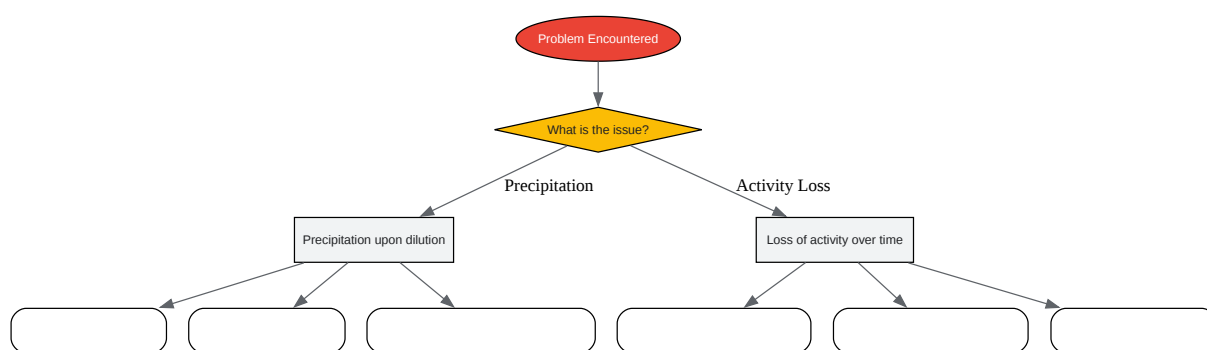 Problem Encountered
What is the issue?
Precipitation
Activity Loss
Precipitation upon dilution
Loss of activity over time